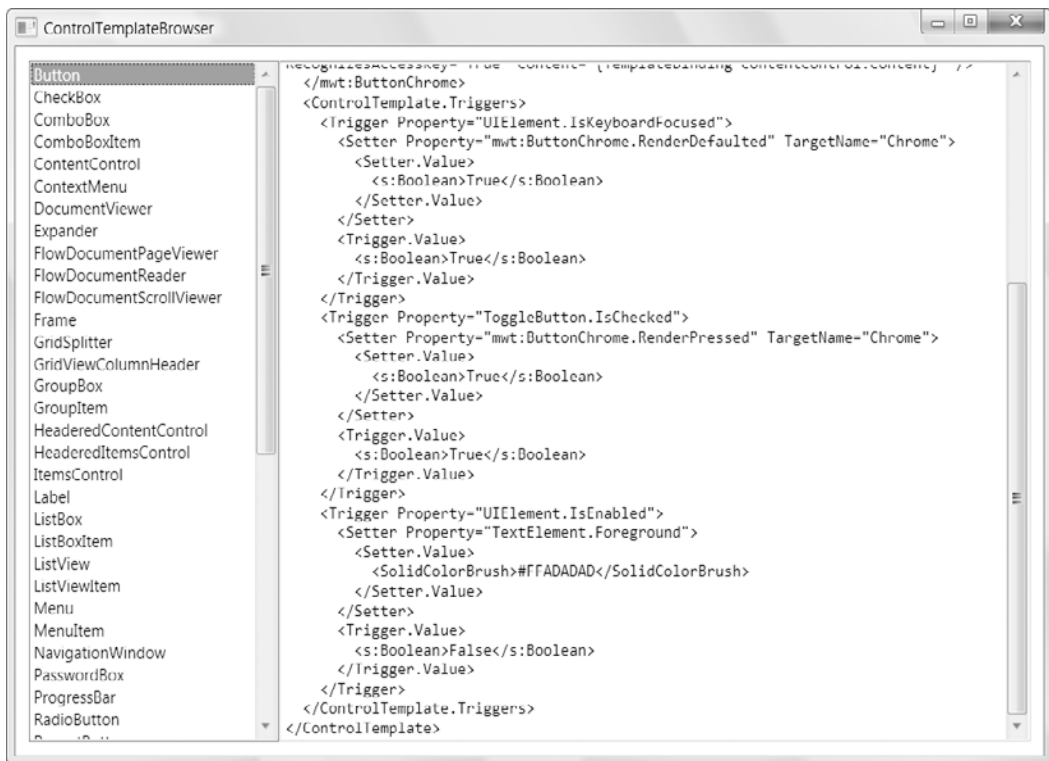 ControlTemplateBrowser
Button
CheckBox
ComboBox
ComboBoxItem
ContentControl
ContextMenu
DocumentViewer
Expander
FlowDocumentPageViewer
FlowDocumentReader
FlowDocumentScrollViewer
Frame
GridSplitter
GridViewColumnHeader
GroupBox
GroupItem
HeaderedContentControl
HeaderedItemsControl
ItemsControl
Label
ListBox
ListBoxItem
ListView
ListViewItem
Menu
MenuItem
NavigationWindow
PasswordBox
ProgressBar
RadioButton
RecognizesAccessKey="True" Content="{TemplateBinding ContentControl.Content}" />
</mwt:ButtonChrome>
<ControlTemplate.Triggers>
<Trigger Property="UIElement.IsKeyboardFocused">
<Setter Property="mwt:ButtonChrome.RenderDefaulted" TargetName="Chrome">
<Setter.Value>
<s:Boolean>True</s:Boolean>
</Setter.Value>
</Setter>
<Trigger.Value>
<s:Boolean>True</s:Boolean>
</Trigger.Value>
</Trigger>
<Trigger Property="ToggleButton.IsChecked">
<Setter Property="mwt:ButtonChrome.RenderPressed" TargetName="Chrome">
<Setter.Value>
<s:Boolean>True</s:Boolean>
</Setter.Value>
</Setter>
<Trigger.Value>
<s:Boolean>True</s:Boolean>
</Trigger.Value>
</Trigger>
<Trigger Property="UIElement.IsEnabled">
<Setter Property="TextElement.Foreground">
<Setter.Value>
<SolidColorBrush>#FFADADAD</SolidColorBrush>
</Setter.Value>
</Setter>
<Trigger.Value>
<s:Boolean>False</s:Boolean>
</Trigger.Value>
</Trigger>
</ControlTemplate.Triggers>
</ControlTemplate>